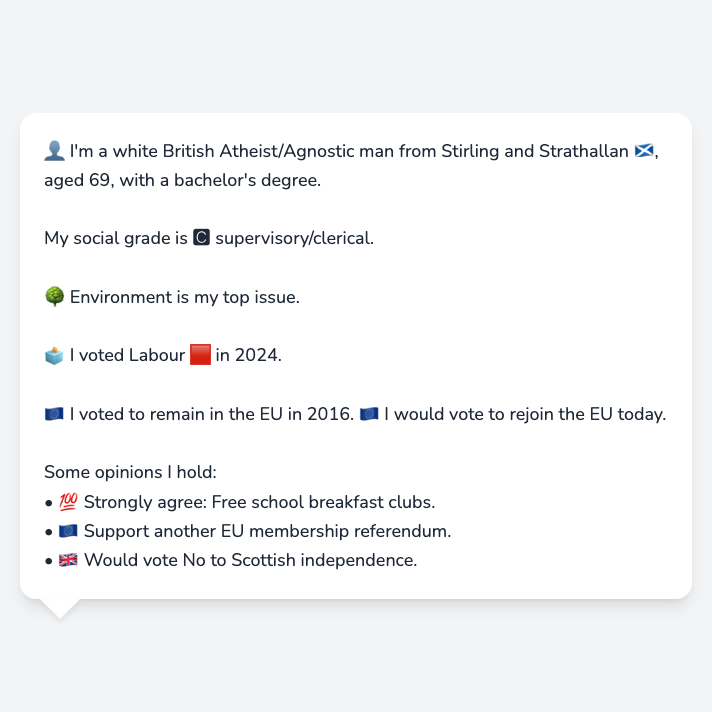 👤 I'm a white British Atheist/Agnostic man from Stirling and Strathallan 🏴󠁧󠁢󠁳󠁣󠁴󠁿,
aged 69, with a bachelor's degree.
My social grade is C supervisory/clerical.
🌳 Environment is my top issue.
🗳️ I voted Labour 🟥 in 2024.
🇪🇺 I voted to remain in the EU in 2016. 🇪🇺 I would vote to rejoin the EU today.
Some opinions I hold:
• 💯 Strongly agree: Free school breakfast clubs.
• 🇪🇺 Support another EU membership referendum.
• 🇬🇧 Would vote No to Scottish independence.